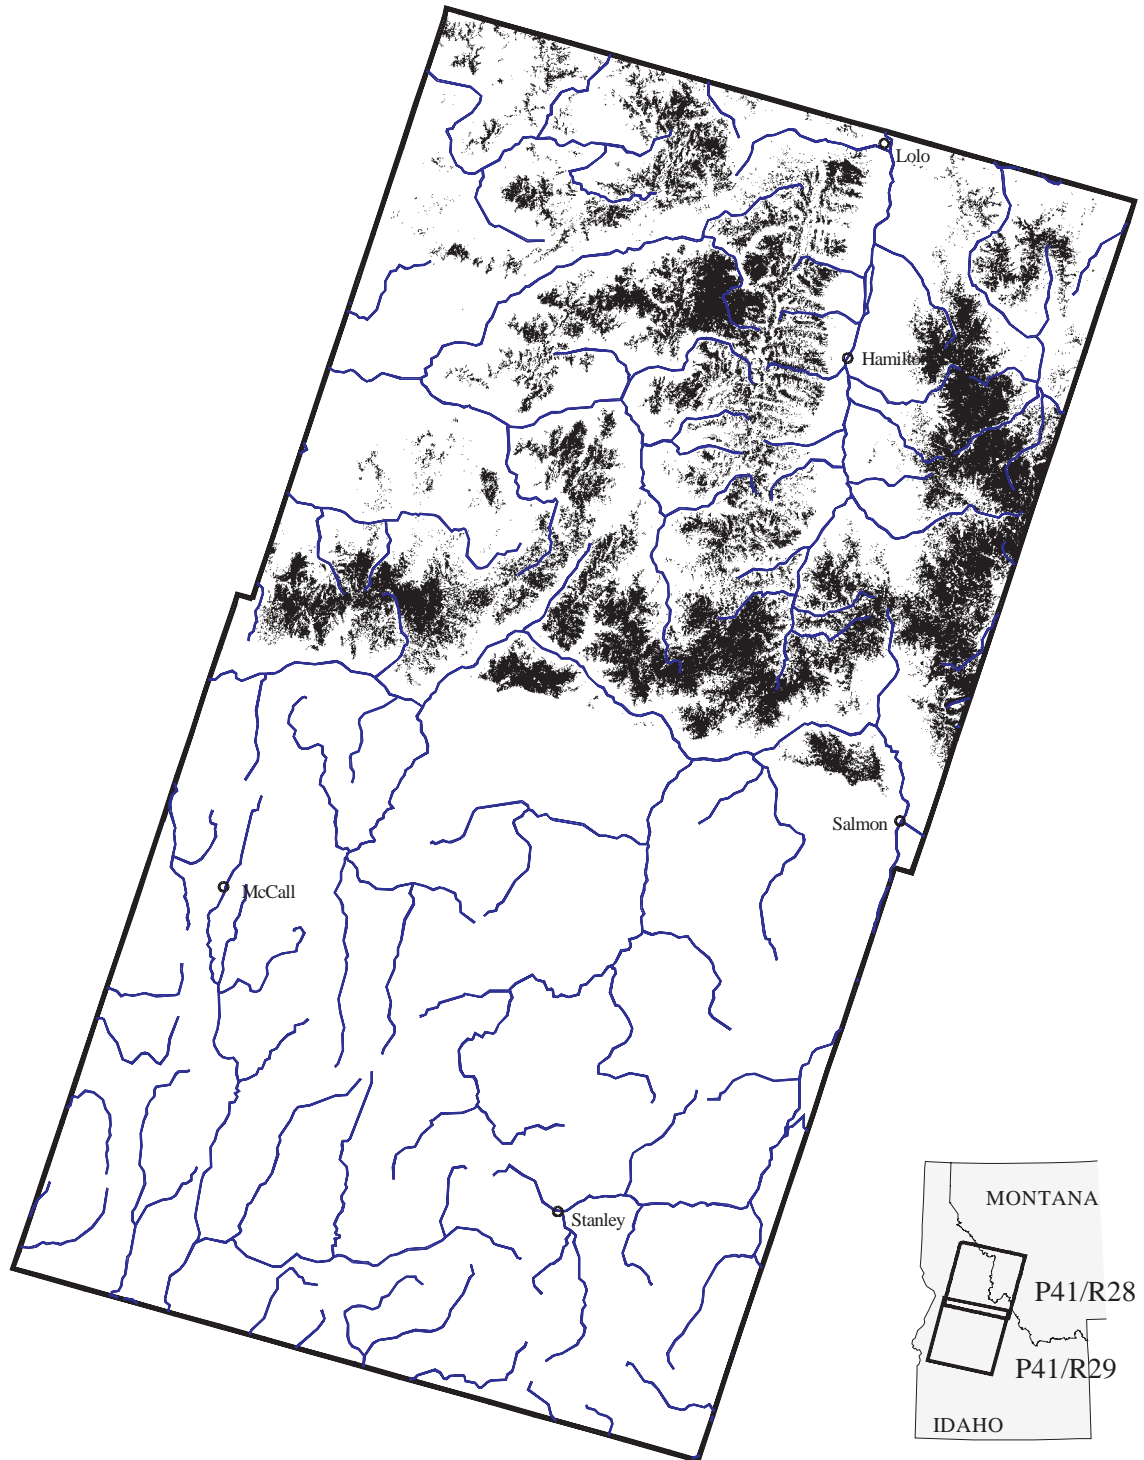 Lolo
Hamilto
Salmon
McCall
Stanley
MONTANA
P41/R28
P41/R29
IDAHO